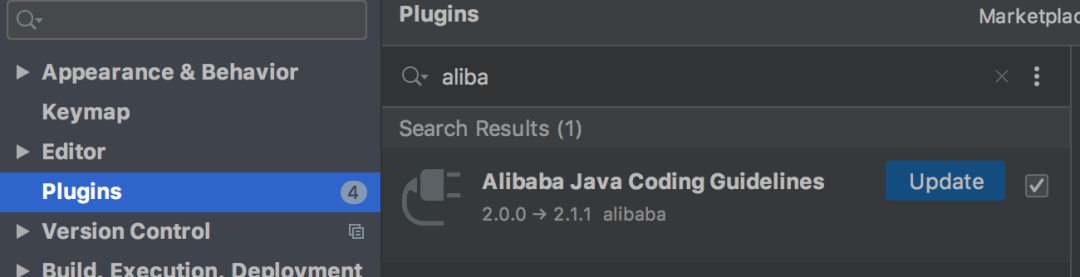 Plugins
Marketplac
Appearance & Behavior
Keymap
Editor
Plugins 4
Version Control
Build, Execution, Deployment
aliba
Search Results (1)
Alibaba Java Coding Guidelines
Update
2.0.0 → 2.1.1 alibaba